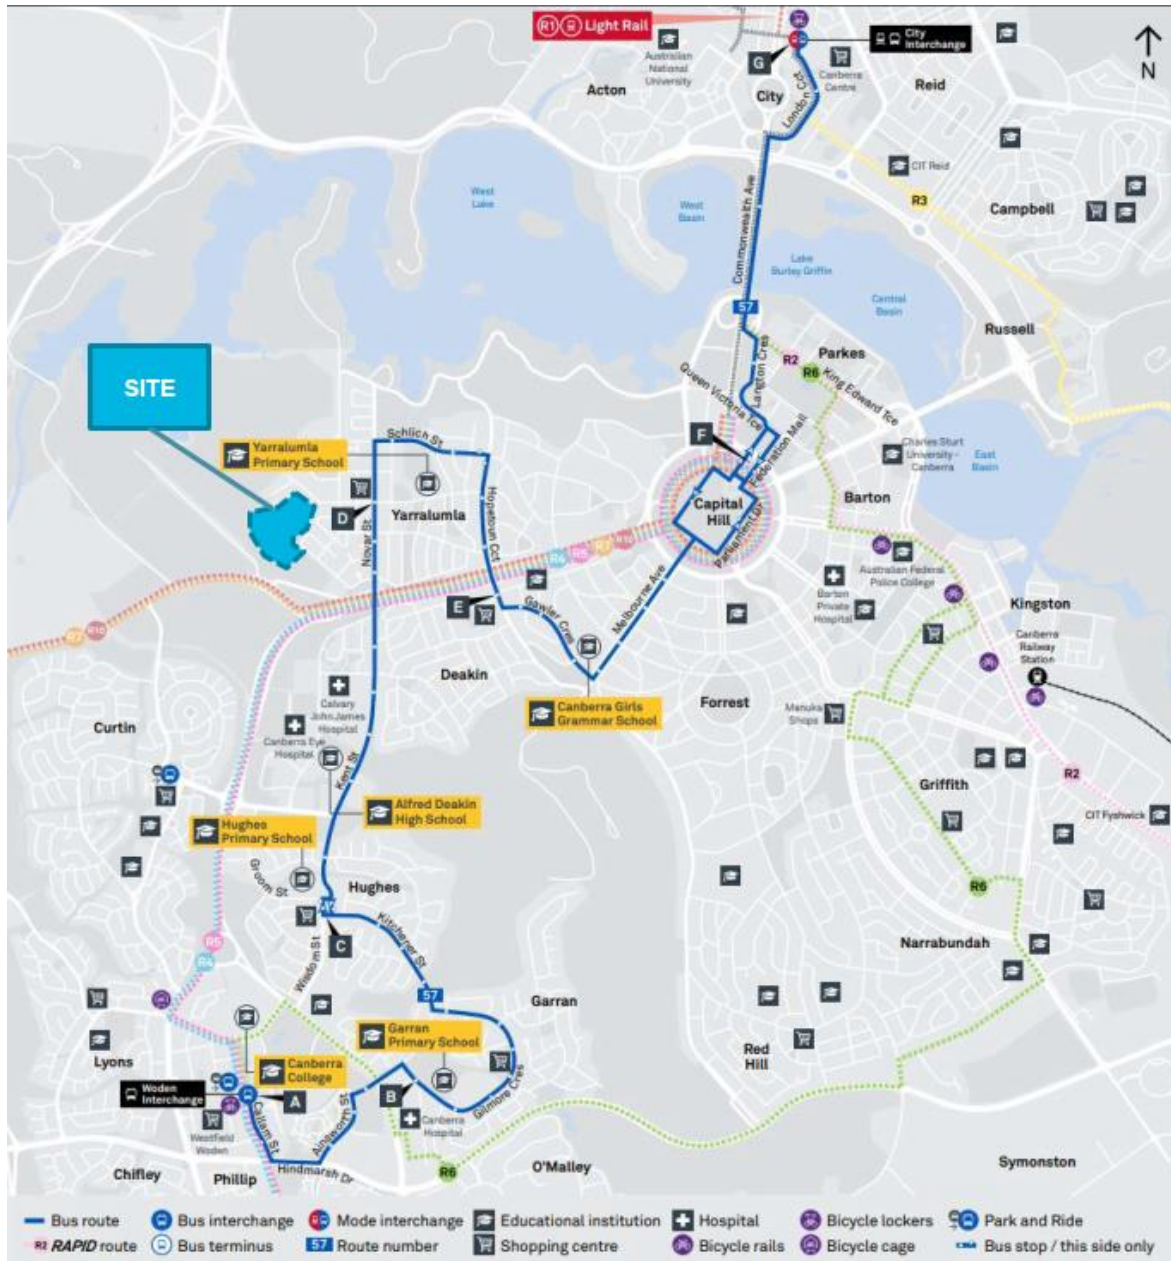 R1 Light Rail
City
Interchange
N
Australian
National
University
G
Canberra
Centre
Acton
City
Reid
London Cct
CIT Reid
R3
Campbell
West
Lake
West
Basin
Commonwealth Ave
Lake
Burley Griffin
Central
Basin
57
Russell
Parkes
R2
R6
Langton Cres
King Edward Tce
Queen Victoria Tce
SITE
Schlich St
Yarralumla
Primary School
F
Federation Mall
Charles Sturt
University -
Canberra
East
Basin
D
Yarralumla
Hopetoun Cct
Novar St
Capital
Hill
Barton
Parliament Dr
R4
R5
R7
R10
Australian Federal
Police College
E
Gawler Cres
Melbourne Ave
Barton
Private
Hospital
Kingston
Canberra
Railway
Station
R7
R10
Deakin
Calvary
John James
Hospital
Canberra Eye
Hospital
Canberra Girls
Grammar School
Forrest
Manuka
Shops
Curtin
Kent St
Griffith
R2
Alfred Deakin
High School
Hughes
Primary School
CIT Fyshwick
Groom St
Hughes
R6
C
Kitchener St
Narrabundah
R5
R4
Wisdom St
57
Garran
Garran
Primary School
Red
Hill
Lyons
Canberra
College
Woden
Interchange
A
B
Gilmore Cres
Ainsworth St
Callam St
Canberra
Hospital
Westfield
Woden
Hindmarsh Dr
R6
O'Malley
Symonston
Chifley
Phillip
Bus route
Bus interchange
Mode interchange
Educational institution
Hospital
Bicycle lockers
Park and Ride
R2 RAPID route
Bus terminus
57 Route number
Shopping centre
Bicycle rails
Bicycle cage
Bus stop / this side only